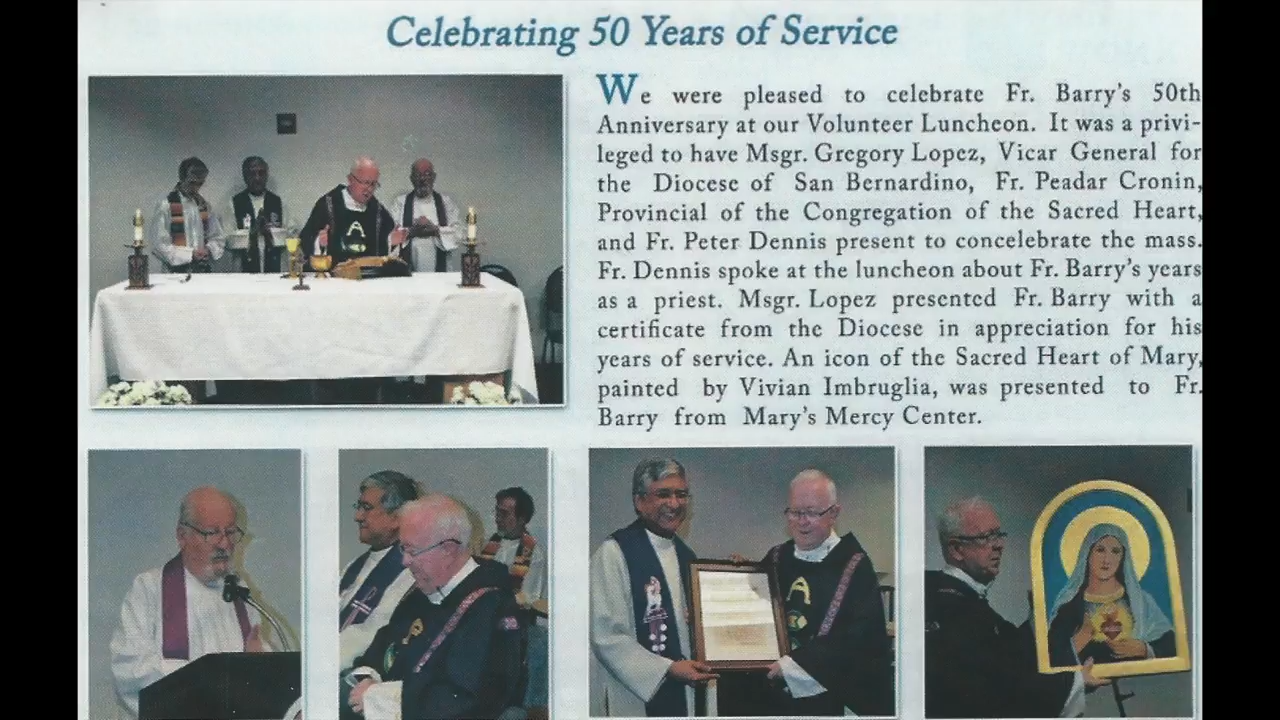 Celebrating 50 Years of Service
We were pleased to celebrate Fr. Barry's 50th
Anniversary at our Volunteer Luncheon. It was a privi-
leged to have Msgr. Gregory Lopez, Vicar General for
the Diocese of San Bernardino, Fr. Peadar Cronin,
Provincial of the Congregation of the Sacred Heart,
and Fr. Peter Dennis present to concelebrate the mass.
Fr. Dennis spoke at the luncheon about Fr. Barry's years
as a priest. Msgr. Lopez presented Fr. Barry with a
certificate from the Diocese in appreciation for his
years of service. An icon of the Sacred Heart of Mary,
painted by Vivian Imbruglia, was presented to Fr.
Barry from Mary's Mercy Center.